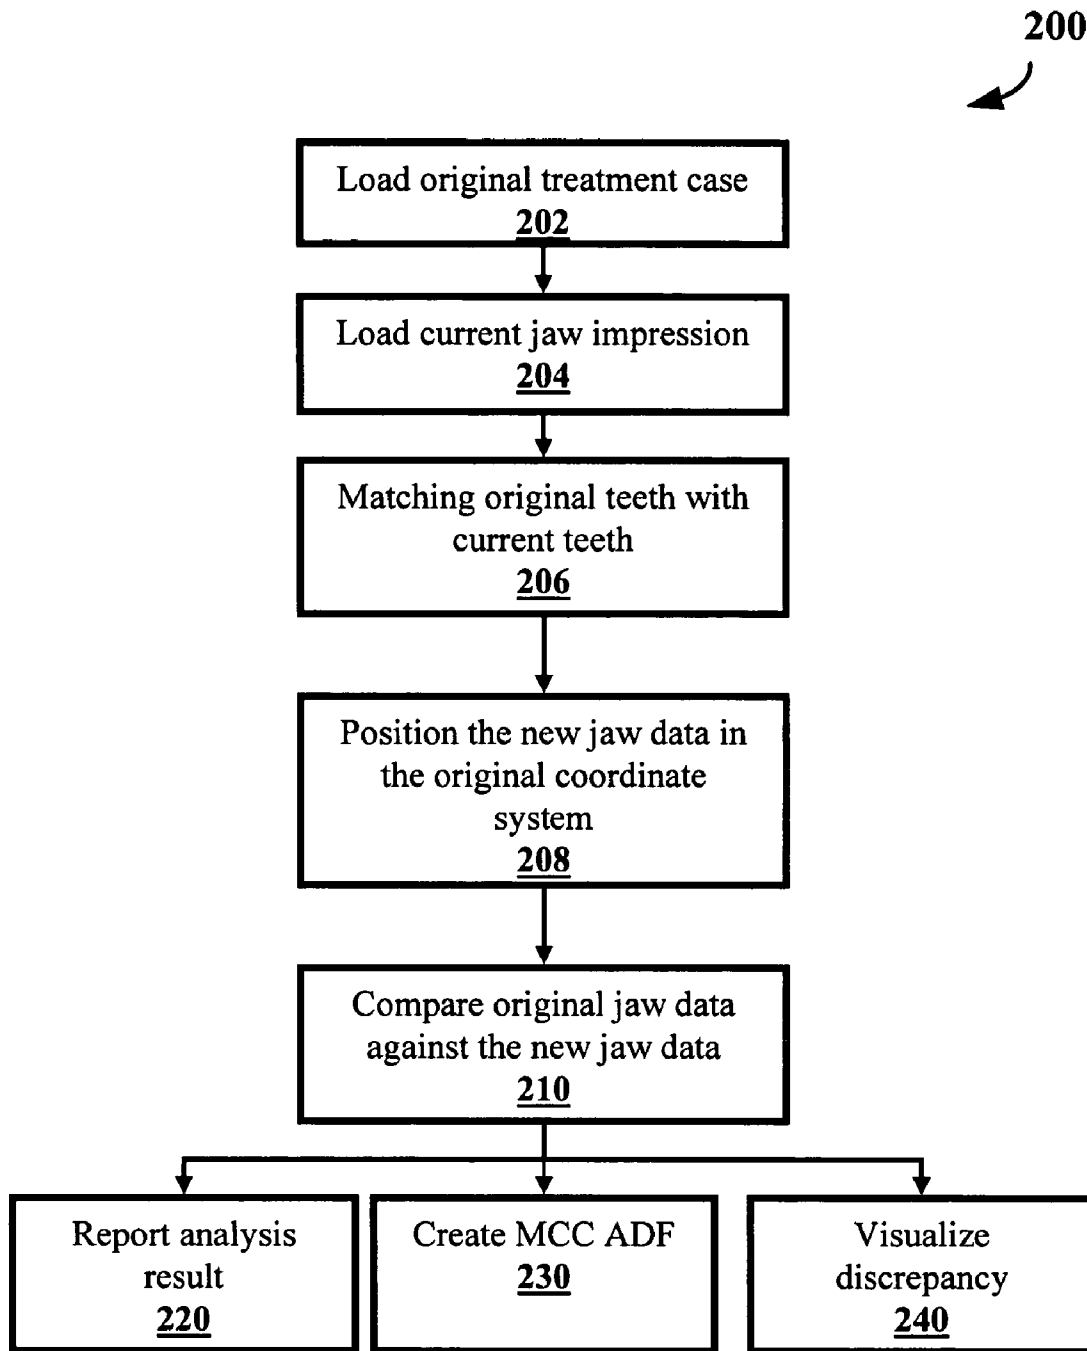 200
Load original treatment case
202
Load current jaw impression
204
Matching original teeth with
current teeth
206
Position the new jaw data in
the original coordinate
system
208
Compare original jaw data
against the new jaw data
210
Report analysis
result
220
Create MCC ADF
230
Visualize
discrepancy
240